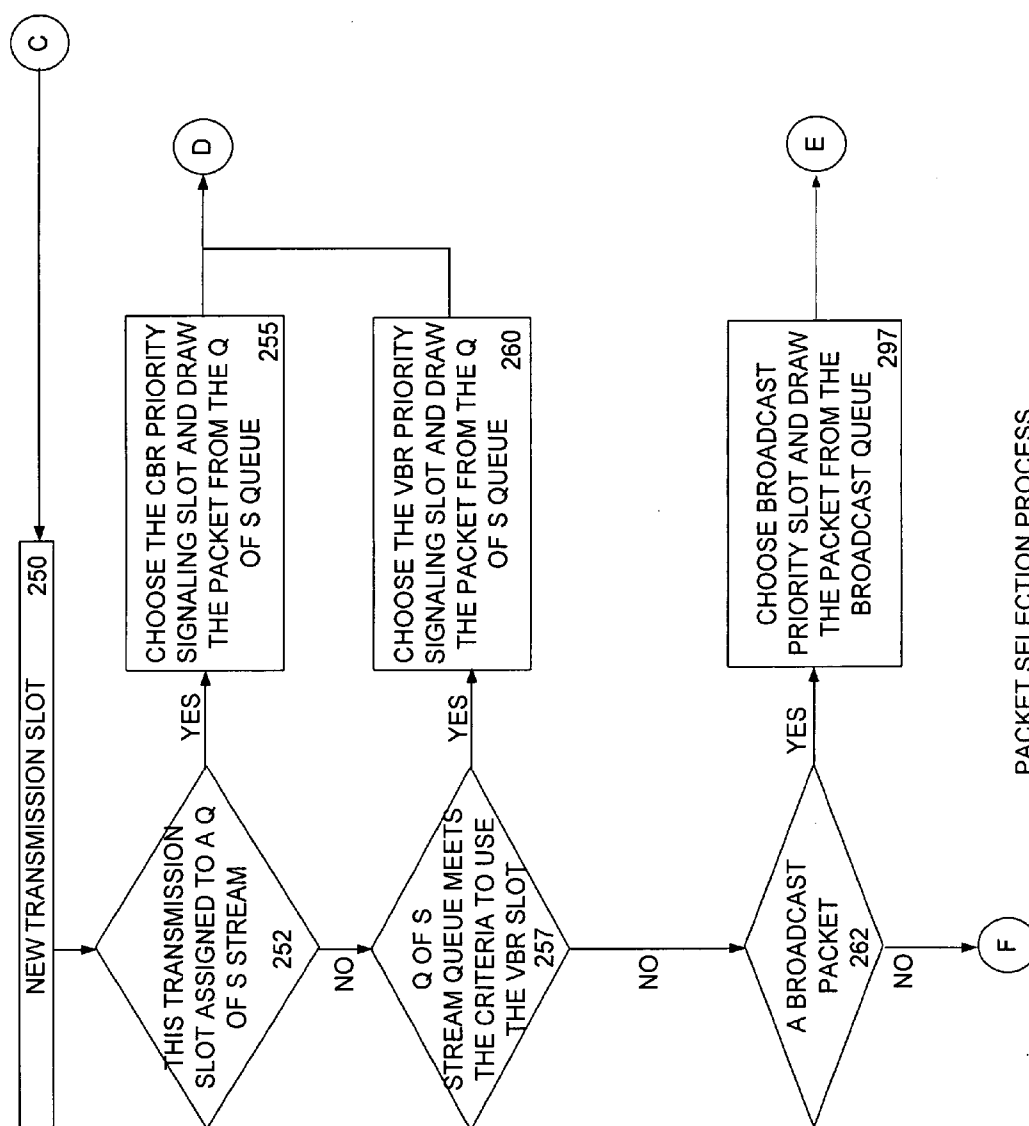 NEW TRANSMISSION SLOT 250
C
THIS TRANSMISSION
SLOT ASSIGNED TO A Q
OF S STREAM
252
YES
CHOOSE THE CBR PRIORITY
SIGNALING SLOT AND DRAW
THE PACKET FROM THE Q
OF S QUEUE
255
D
NO
Q OF S
STREAM QUEUE MEETS
THE CRITERIA TO USE
THE VBR SLOT
257
YES
CHOOSE THE VBR PRIORITY
SIGNALING SLOT AND DRAW
THE PACKET FROM THE Q
OF S QUEUE
260
NO
A BROADCAST
PACKET
262
YES
CHOOSE BROADCAST
PRIORITY SLOT AND DRAW
THE PACKET FROM THE
BROADCAST QUEUE
297
E
NO
F
PACKET SELECTION PROCESS